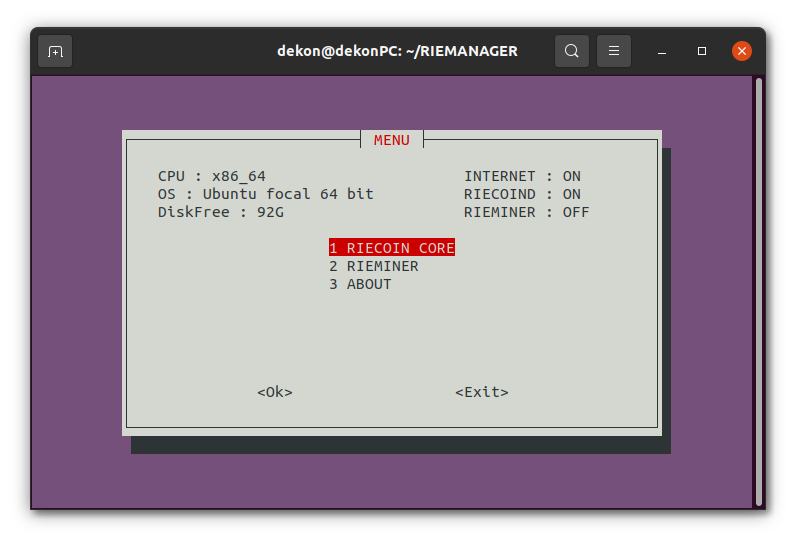 dekon@dekonPC: ~/RIEMANAGER
MENU
CPU : x86_64 INTERNET : ON
OS : Ubuntu focal 64 bit RIECOIND : ON
DiskFree : 92G RIEMINER : OFF
1 RIECOIN CORE
2 RIEMINER
3 ABOUT
<Ok> <Exit>